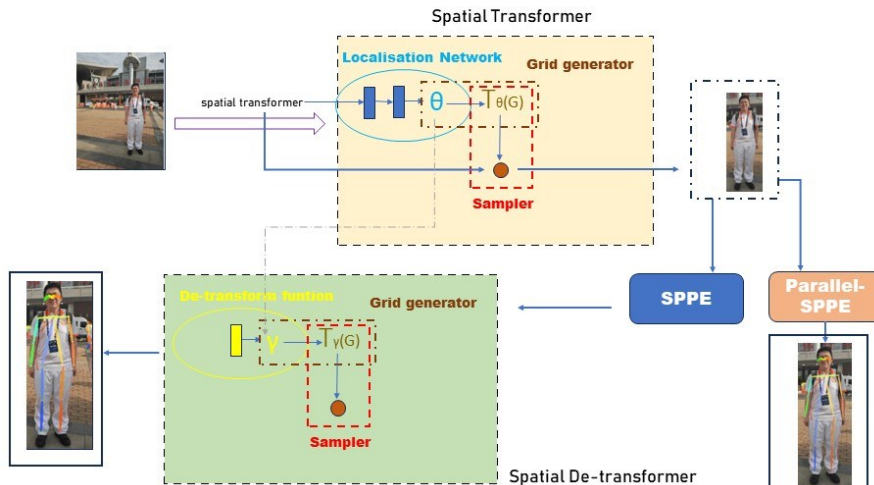 Spatial Transformer
Localisation Network
Grid generator
spatial transformer
θ
T θ(G)
Sampler
De-transform funtion
Grid generator
γ
Tγ(G)
Sampler
SPPE
Parallel-
SPPE
Spatial De-transformer